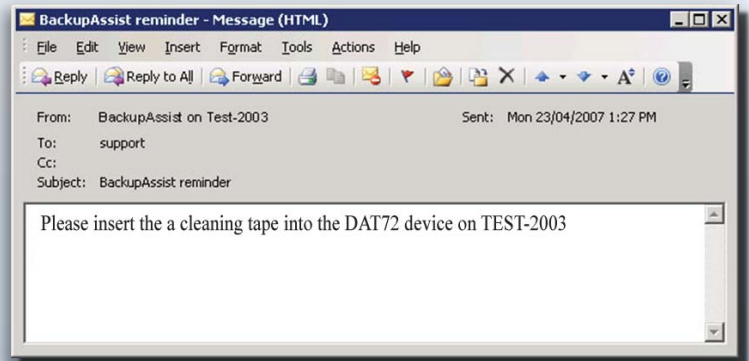 BackupAssist reminder - Message (HTML)
File Edit View Insert Format Tools Actions Help
Reply Reply to All Forward A
From: BackupAssist on Test-2003 Sent: Mon 23/04/2007 1:27 PM
To: support
Cc:
Subject: BackupAssist reminder
Please insert the a cleaning tape into the DAT72 device on TEST-2003